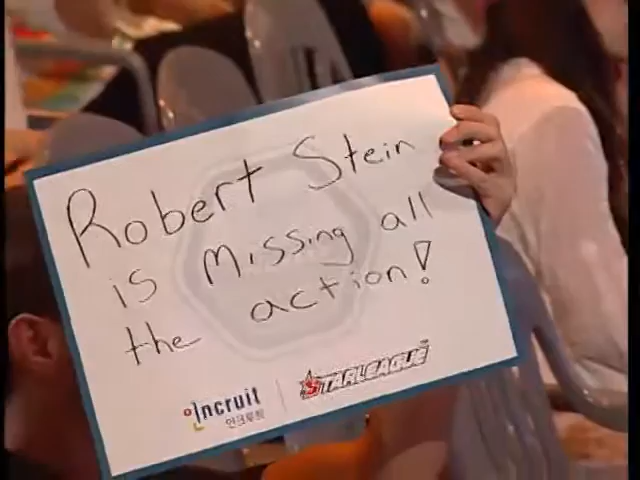 Robert Stein
is Missing all
the action!
incruit
인크루트
STARLEAGUE